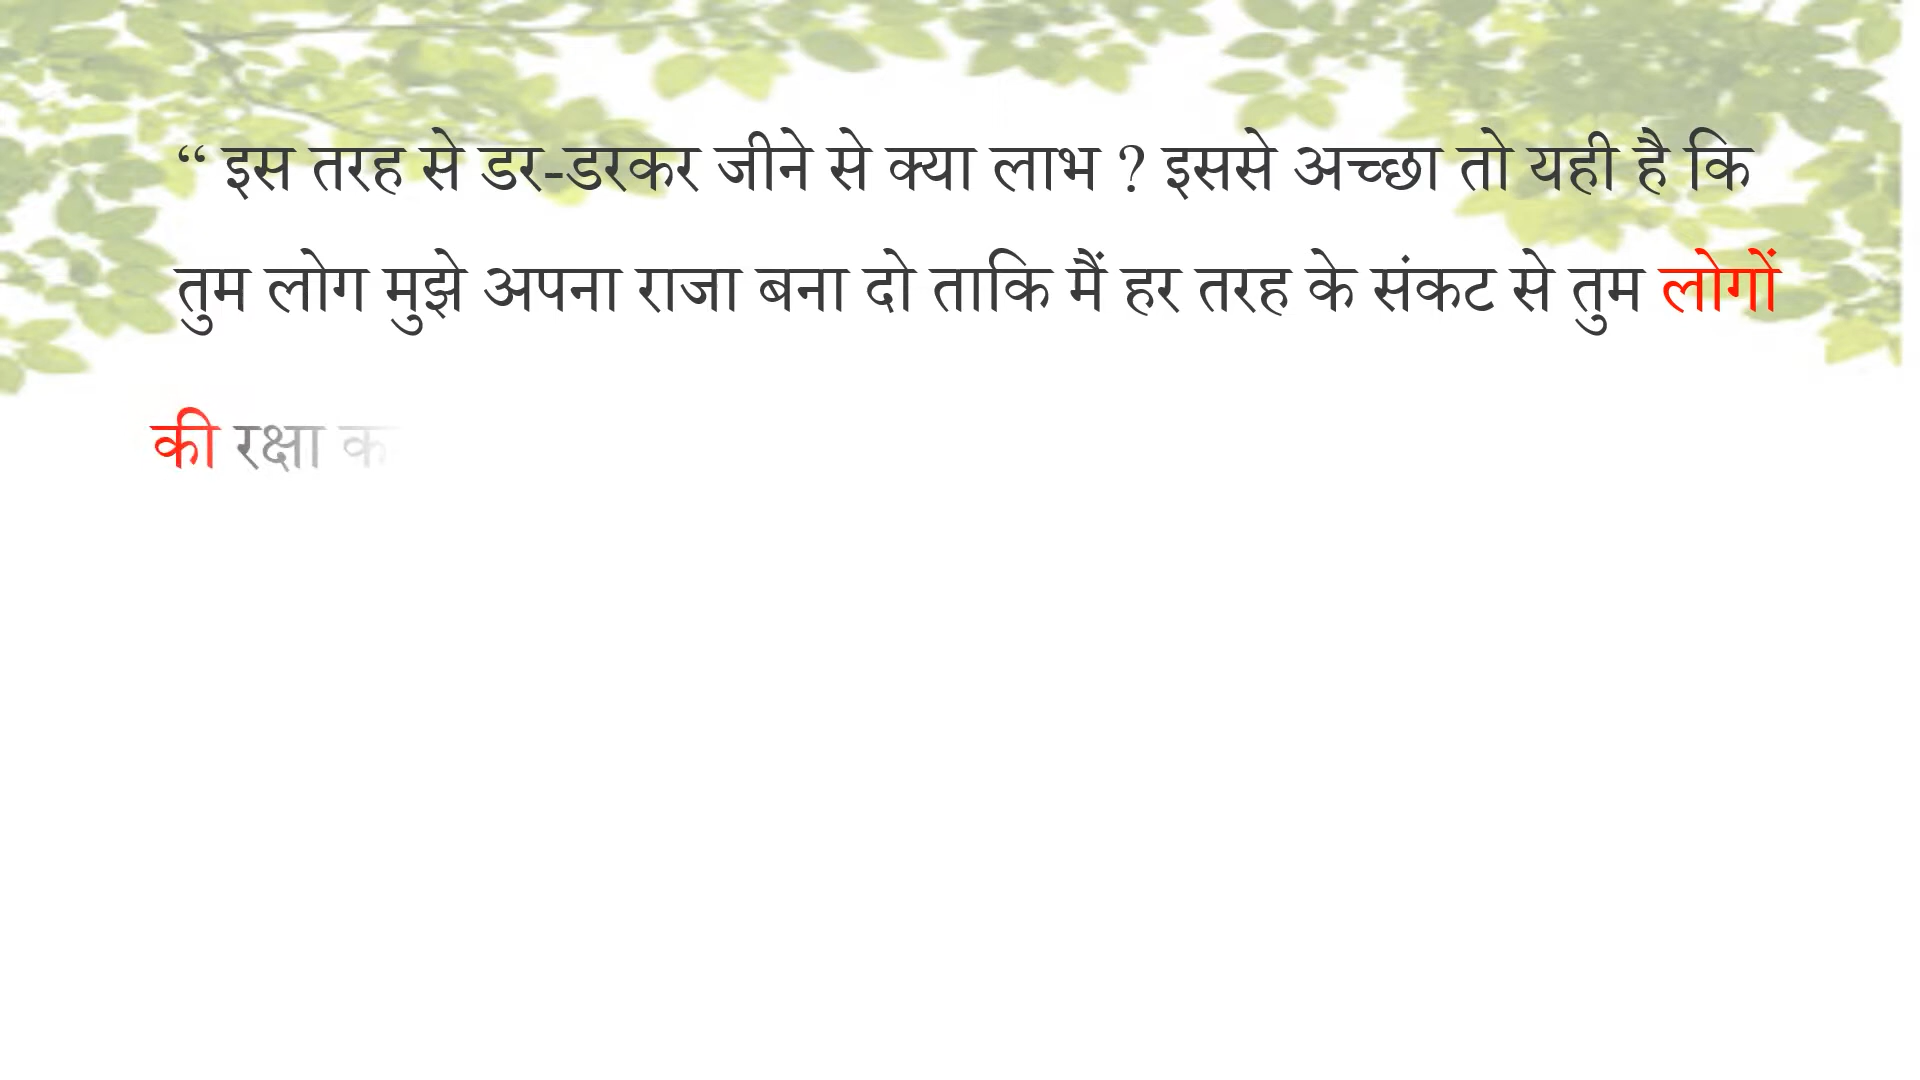 “ इस तरह से डर-डरकर जीने से क्या लाभ ? इससे अच्छा तो यही है कि
तुम लोग मुझे अपना राजा बना दो ताकि मैं हर तरह के संकट से तुम लोगों
की रक्षा